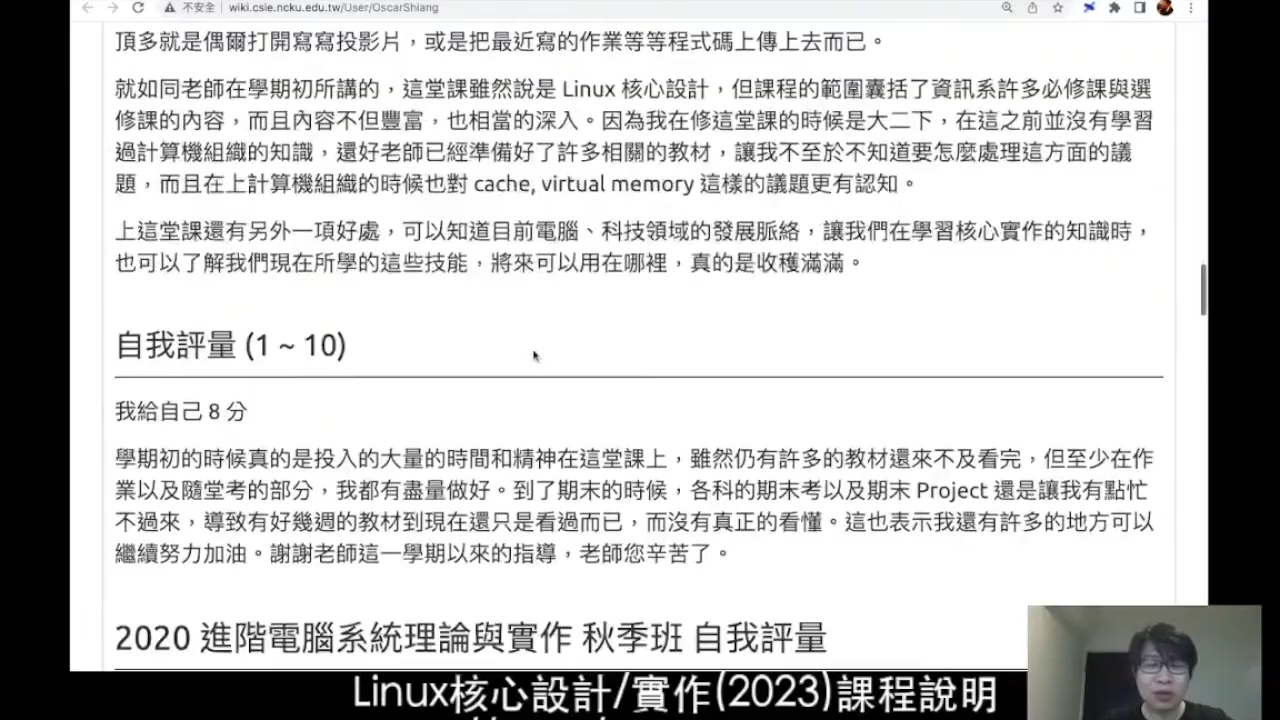 不安全 | wiki.csie.ncku.edu.tw/User/OscarShiang
頂多就是偶爾打開寫寫投影片，或是把最近寫的作業等等程式碼上傳上去而已。
就如同老師在學期初所講的，這堂課雖然說是 Linux 核心設計，但課程的範圍囊括了資訊系許多必修課與選
修課的內容，而且內容不但豐富，也相當的深入。因為我在修這堂課的時候是大二下，在這之前並沒有學習
過計算機組織的知識，還好老師已經準備好了許多相關的教材，讓我不至於不知道要怎麼處理這方面的議
題，而且在上計算機組織的時候也對 cache, virtual memory 這樣的議題更有認知。
上這堂課還有另外一項好處，可以知道目前電腦、科技領域的發展脈絡，讓我們在學習核心實作的知識時，
也可以了解我們現在所學的這些技能，將來可以用在哪裡，真的是收穫滿滿。
自我評量 (1 ~ 10)
我給自己 8 分
學期初的時候真的是投入的大量的時間和精神在這堂課上，雖然仍有許多的教材還來不及看完，但至少在作
業以及隨堂考的部分，我都有盡量做好。到了期末的時候，各科的期末考以及期末 Project 還是讓我有點忙
不過來，導致有好幾週的教材到現在還只是看過而已，而沒有真正的看懂。這也表示我還有許多的地方可以
繼續努力加油。謝謝老師這一學期以來的指導，老師您辛苦了。
2020 進階電腦系統理論與實作 秋季班 自我評量
Linux核心設計/實作(2023)課程說明